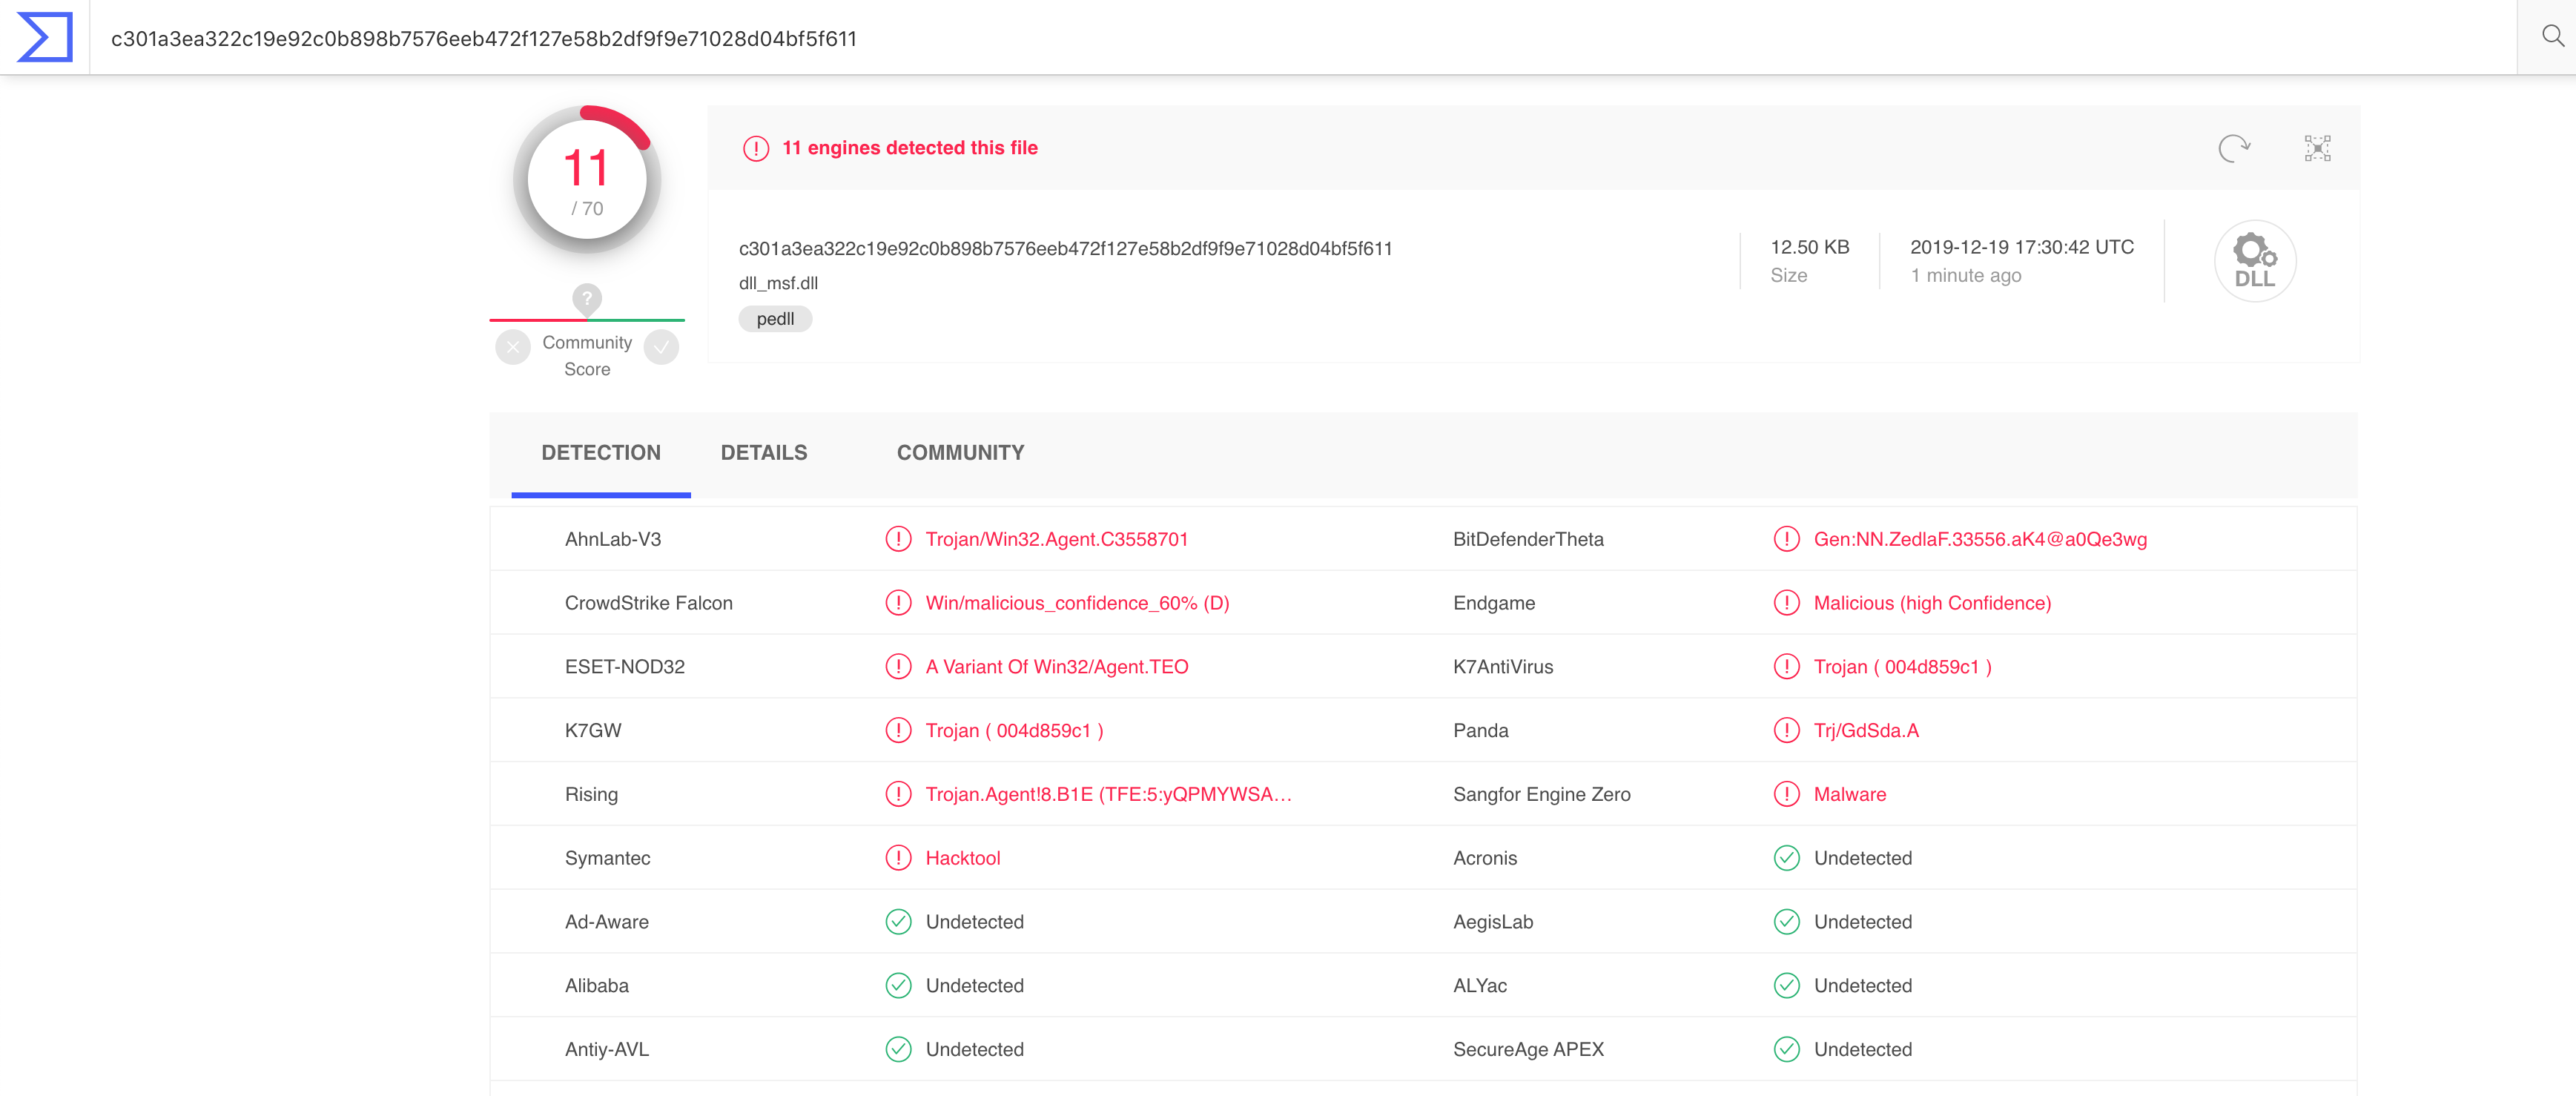 c301a3ea322c19e92c0b898b7576eeb472f127e58b2df9f9e71028d04bf5f611
11
/ 70
?
Community
Score
11 engines detected this file
c301a3ea322c19e92c0b898b7576eeb472f127e58b2df9f9e71028d04bf5f611
dll_msf.dll
pedll
12.50 KB
Size
2019-12-19 17:30:42 UTC
1 minute ago
DLL
DETECTION DETAILS COMMUNITY
AhnLab-V3 Trojan/Win32.Agent.C3558701 BitDefenderTheta Gen:NN.ZedlaF.33556.aK4@a0Qe3wg
CrowdStrike Falcon Win/malicious_confidence_60% (D) Endgame Malicious (high Confidence)
ESET-NOD32 A Variant Of Win32/Agent.TEO K7AntiVirus Trojan ( 004d859c1 )
K7GW Trojan ( 004d859c1 ) Panda Trj/GdSda.A
Rising Trojan.Agent!8.B1E (TFE:5:yQPMYWSA… Sangfor Engine Zero Malware
Symantec Hacktool Acronis Undetected
Ad-Aware Undetected AegisLab Undetected
Alibaba Undetected ALYac Undetected
Antiy-AVL Undetected SecureAge APEX Undetected